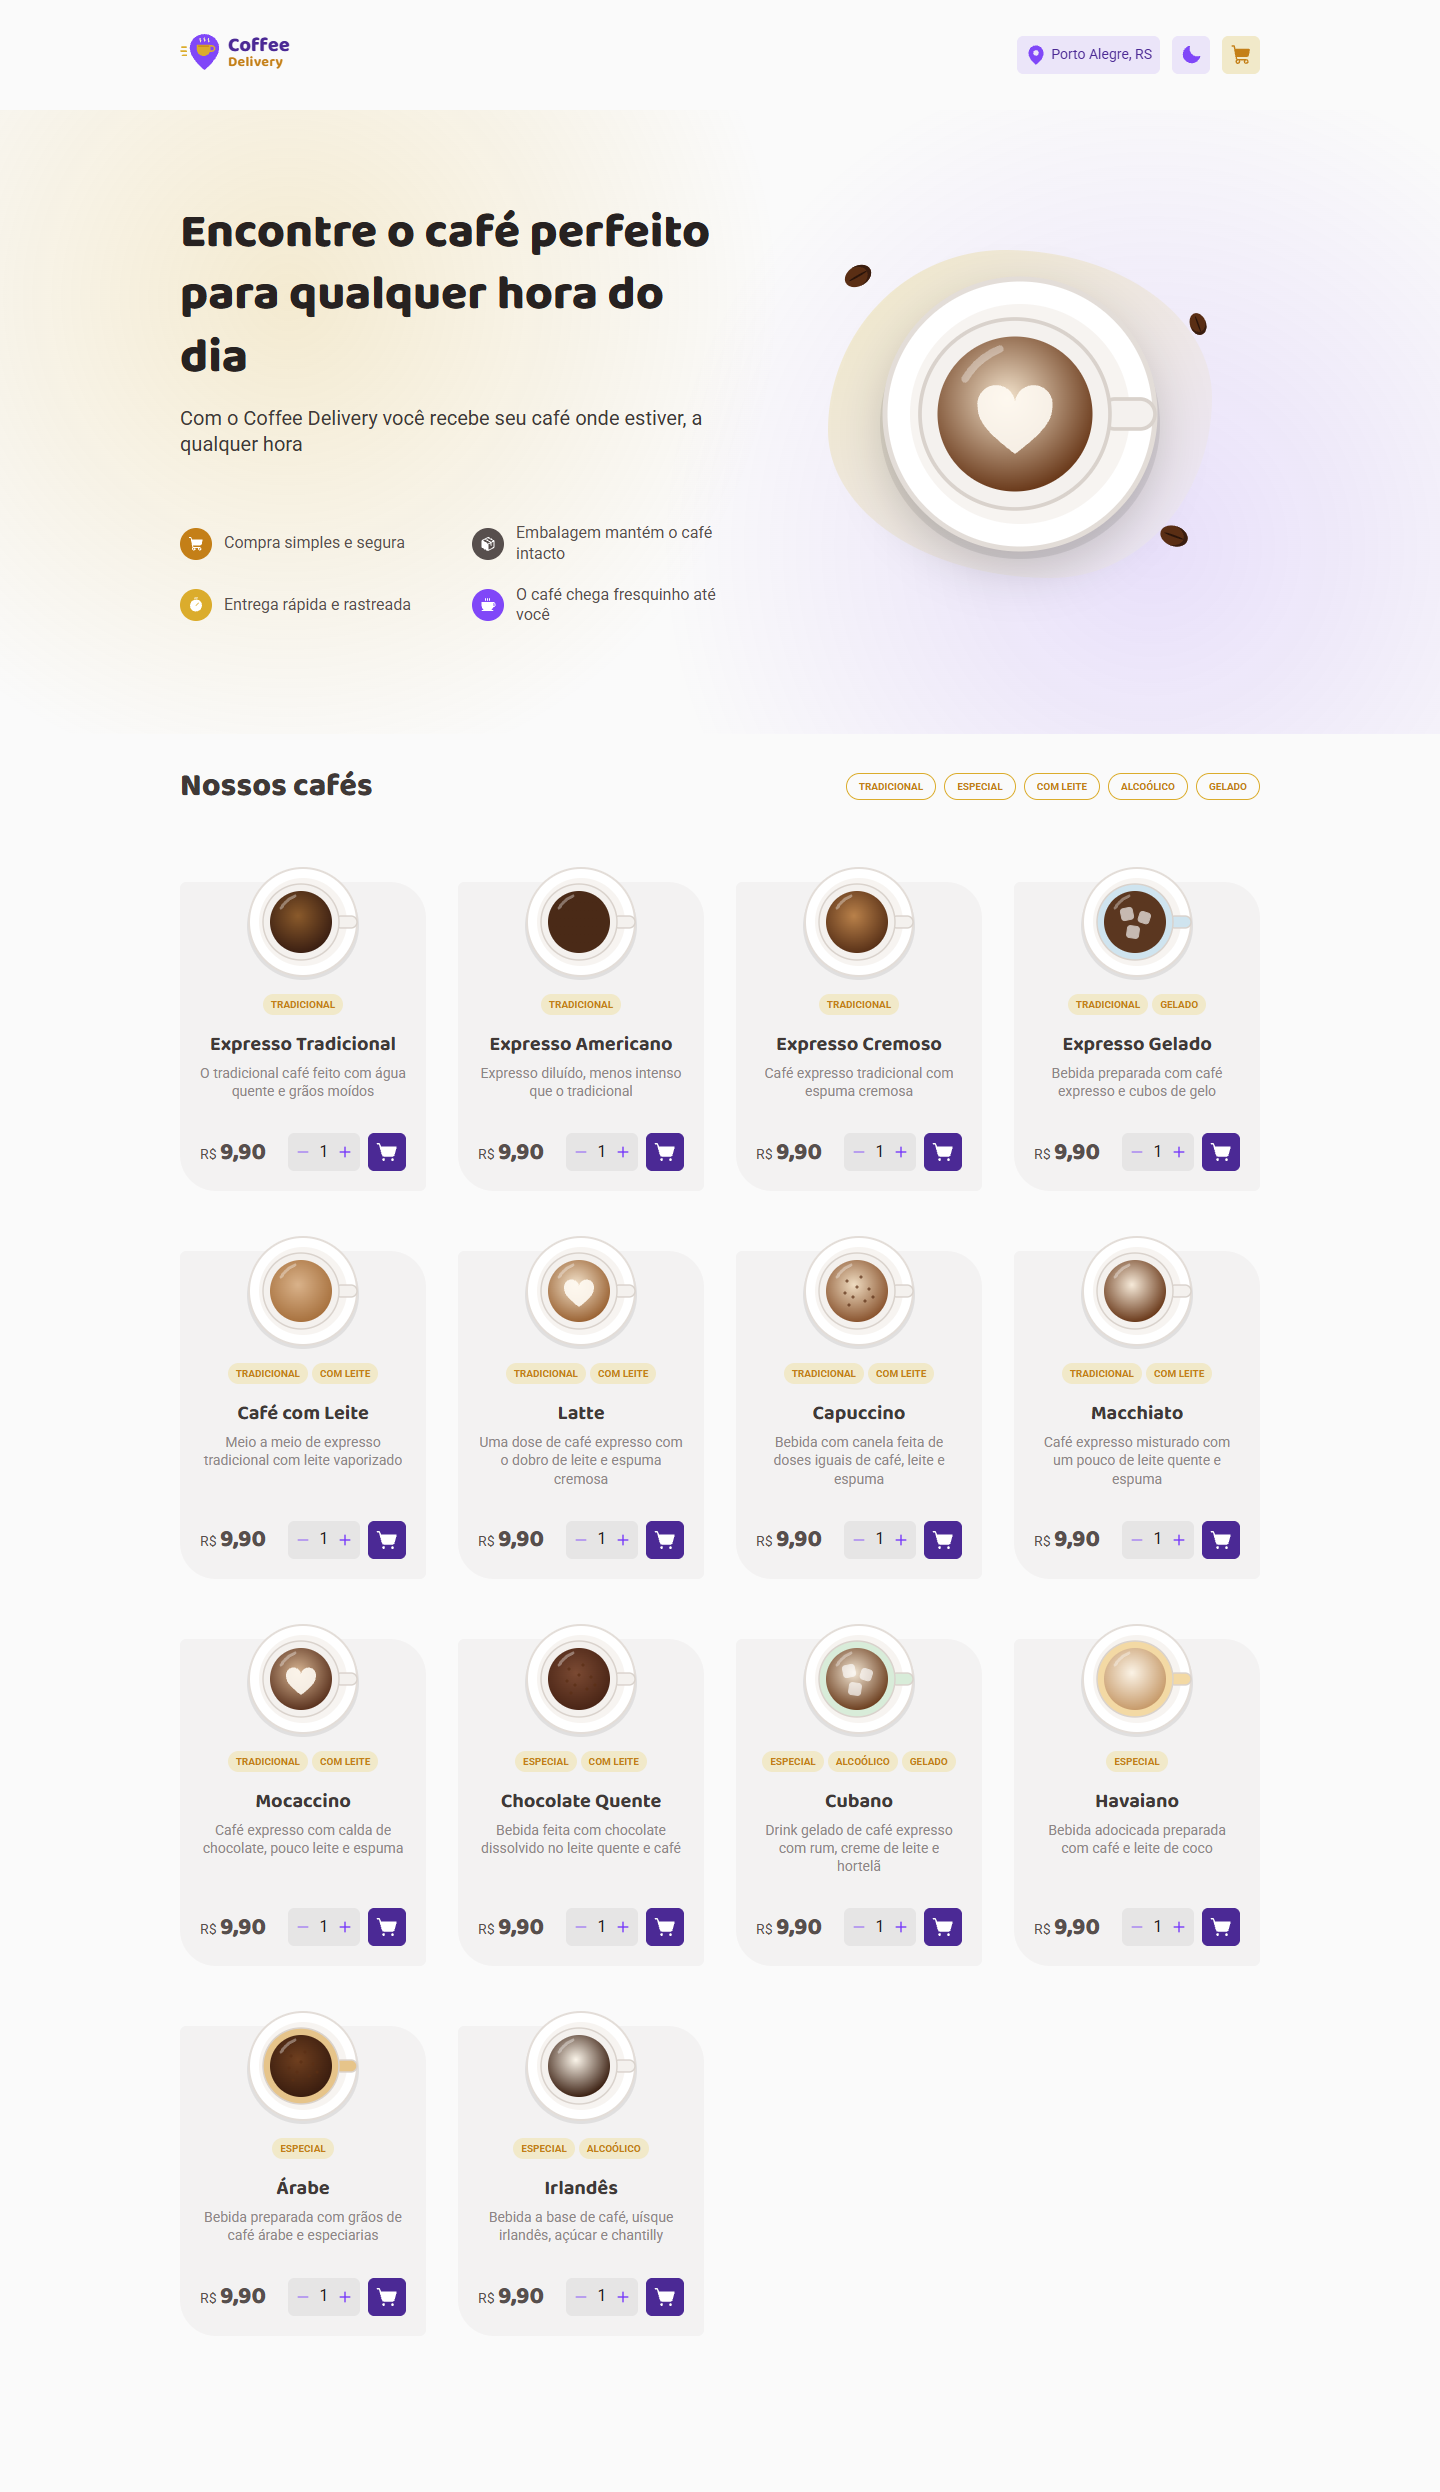 Coffee
Delivery
Porto Alegre, RS
Encontre o café perfeito
para qualquer hora do
dia
Com o Coffee Delivery você recebe seu café onde estiver, a
qualquer hora
Compra simples e segura
Embalagem mantém o café
intacto
Entrega rápida e rastreada
O café chega fresquinho até
você
Nossos cafés
TRADICIONAL ESPECIAL COM LEITE ALCOÓLICO GELADO
TRADICIONAL
Expresso Tradicional
O tradicional café feito com água
quente e grãos moídos
R$ 9,90 − 1 +
TRADICIONAL
Expresso Americano
Expresso diluído, menos intenso
que o tradicional
R$ 9,90 − 1 +
TRADICIONAL
Expresso Cremoso
Café expresso tradicional com
espuma cremosa
R$ 9,90 − 1 +
TRADICIONAL GELADO
Expresso Gelado
Bebida preparada com café
expresso e cubos de gelo
R$ 9,90 − 1 +
TRADICIONAL COM LEITE
Café com Leite
Meio a meio de expresso
tradicional com leite vaporizado
R$ 9,90 − 1 +
TRADICIONAL COM LEITE
Latte
Uma dose de café expresso com
o dobro de leite e espuma
cremosa
R$ 9,90 − 1 +
TRADICIONAL COM LEITE
Capuccino
Bebida com canela feita de
doses iguais de café, leite e
espuma
R$ 9,90 − 1 +
TRADICIONAL COM LEITE
Macchiato
Café expresso misturado com
um pouco de leite quente e
espuma
R$ 9,90 − 1 +
TRADICIONAL COM LEITE
Mocaccino
Café expresso com calda de
chocolate, pouco leite e espuma
R$ 9,90 − 1 +
ESPECIAL COM LEITE
Chocolate Quente
Bebida feita com chocolate
dissolvido no leite quente e café
R$ 9,90 − 1 +
ESPECIAL ALCOÓLICO GELADO
Cubano
Drink gelado de café expresso
com rum, creme de leite e
hortelã
R$ 9,90 − 1 +
ESPECIAL
Havaiano
Bebida adocicada preparada
com café e leite de coco
R$ 9,90 − 1 +
ESPECIAL
Árabe
Bebida preparada com grãos de
café árabe e especiarias
R$ 9,90 − 1 +
ESPECIAL ALCOÓLICO
Irlandês
Bebida a base de café, uísque
irlandês, açúcar e chantilly
R$ 9,90 − 1 +